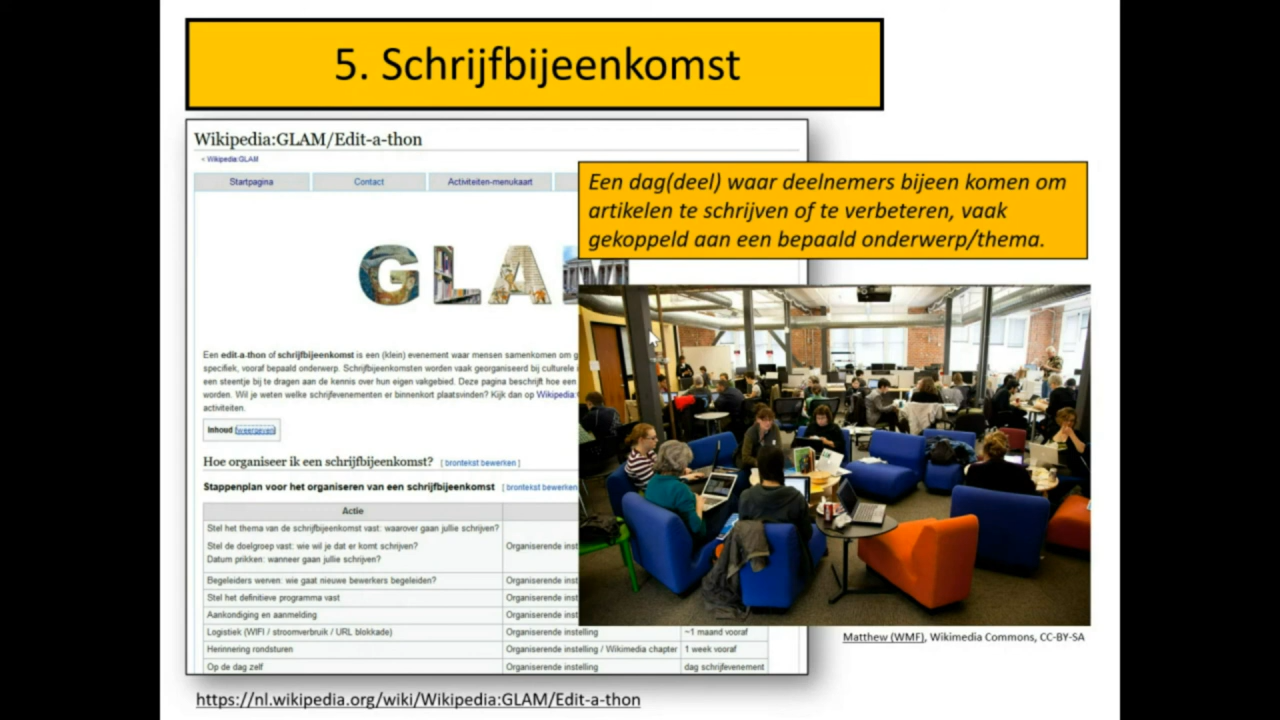 5. Schrijfbijeenkomst
Wikipedia:GLAM/Edit-a-thon
< Wikipedia:GLAM
Startpagina
Contact
Activiteiten-menukaart
Een dag(deel) waar deelnemers bijeen komen om
artikelen te schrijven of te verbeteren, vaak
gekoppeld aan een bepaald onderwerp/thema.
GLAM
Een edit-a-thon of schrijfbijeenkomst is een (klein) evenement waar mensen samenkomen om g
specifiek, vooraf bepaald onderwerp. Schrijfbijeenkomsten worden vaak georganiseerd bij culturele
een steentje bij te dragen aan de kennis over hun eigen vakgebied. Deze pagina beschrijft hoe een
worden. Wil je weten welke schrijfevenementen er binnenkort plaatsvinden? Kijk dan op Wikipedia:
activiteiten.
Inhoud [weergeven]
Hoe organiseer ik een schrijfbijeenkomst? [ brontekst bewerken ]
Stappenplan voor het organiseren van een schrijfbijeenkomst [ brontekst bewerken
Actie
Stel het thema van de schrijfbijeenkomst vast: waarover gaan jullie schrijven?
Stel de doelgroep vast: wie wil je dat er komt schrijven? Organiserende inst
Datum prikken: wanneer gaan jullie schrijven?
Begeleiders werven: wie gaat nieuwe bewerkers begeleiden? Organiserende inst
Stel het definitieve programma vast Organiserende inst
Aankondiging en aanmelding Organiserende inst
Logistiek (WIFI / stroomverbruik / URL blokkade) Organiserende instelling ~1 maand vooraf
Herinnering rondsturen Organiserende instelling / Wikimedia chapter 1 week vooraf
Op de dag zelf Organiserende instelling dag schrijfevenement
Matthew (WMF), Wikimedia Commons, CC-BY-SA
https://nl.wikipedia.org/wiki/Wikipedia:GLAM/Edit-a-thon